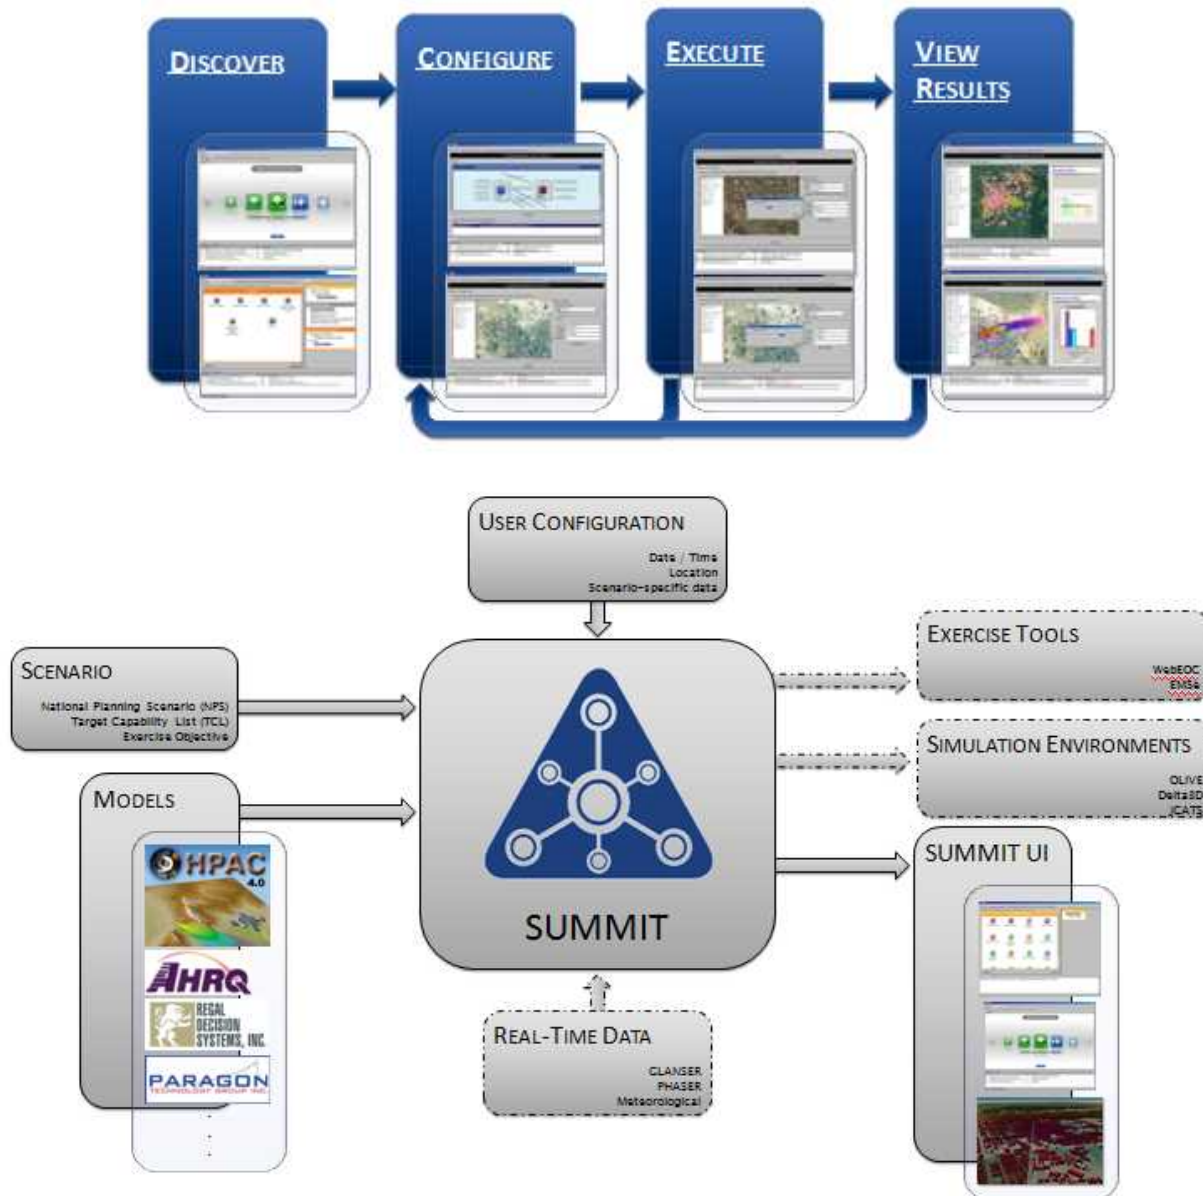 DISCOVER
CONFIGURE
EXECUTE
VIEW
RESULTS
USER CONFIGURATION
Date / Time
Location
Scenario-specific data
SCENARIO
National Planning Scenario (NPS)
Target Capability List (TCL)
Exercise Objective
EXERCISE TOOLS
WebEOC
EMSs
SIMULATION ENVIRONMENTS
OLIVE
Delta3D
JCATS
MODELS
HPAC
4.0
AHRQ
REGAL
DECISION
SYSTEMS, INC.
PARAGON
TECHNOLOGY GROUP INC.
SUMMIT
SUMMIT UI
REAL-TIME DATA
GLANSER
PHASER
Meteorological